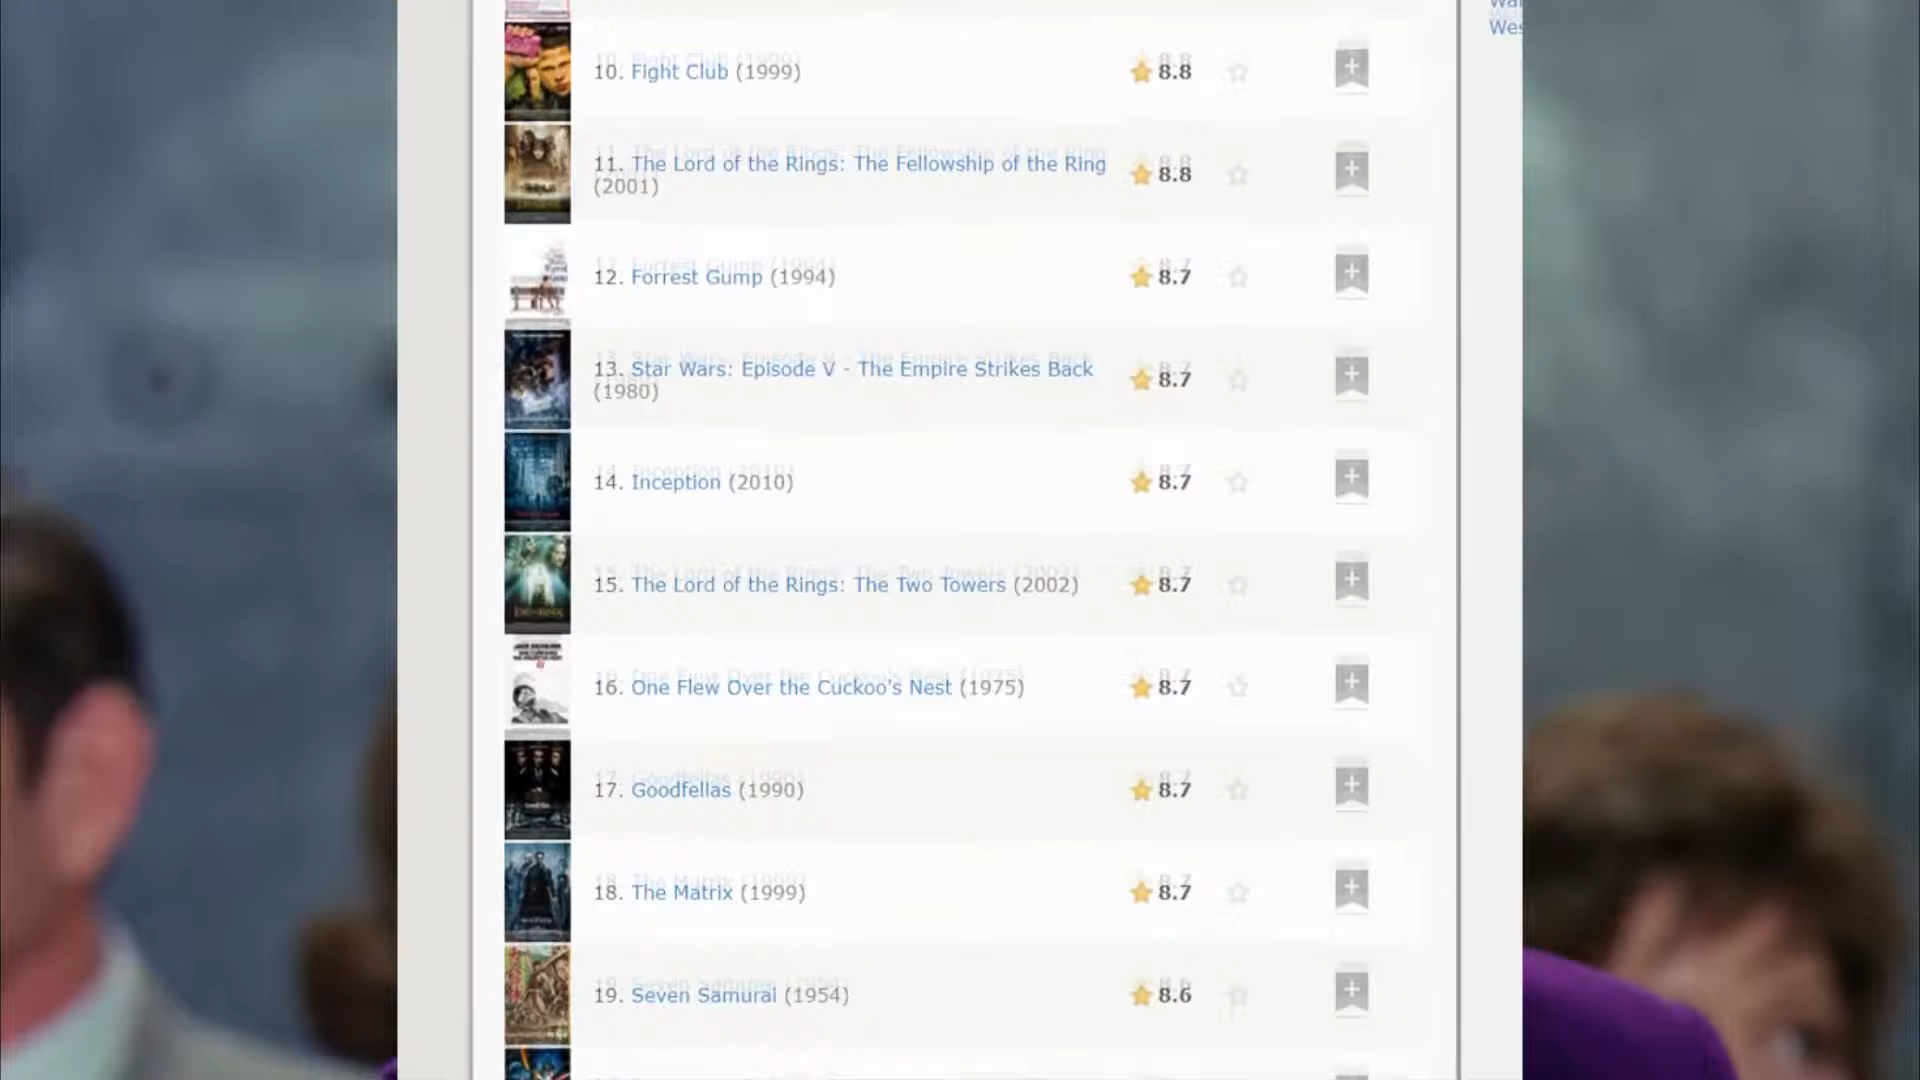 Wes
10. Fight Club (1999) 8.8
11. The Lord of the Rings: The Fellowship of the Ring
(2001) 8.8
12. Forrest Gump (1994) 8.7
13. Star Wars: Episode V - The Empire Strikes Back
(1980) 8.7
14. Inception (2010) 8.7
15. The Lord of the Rings: The Two Towers (2002) 8.7
16. One Flew Over the Cuckoo's Nest (1975) 8.7
17. Goodfellas (1990) 8.7
18. The Matrix (1999) 8.7
19. Seven Samurai (1954) 8.6